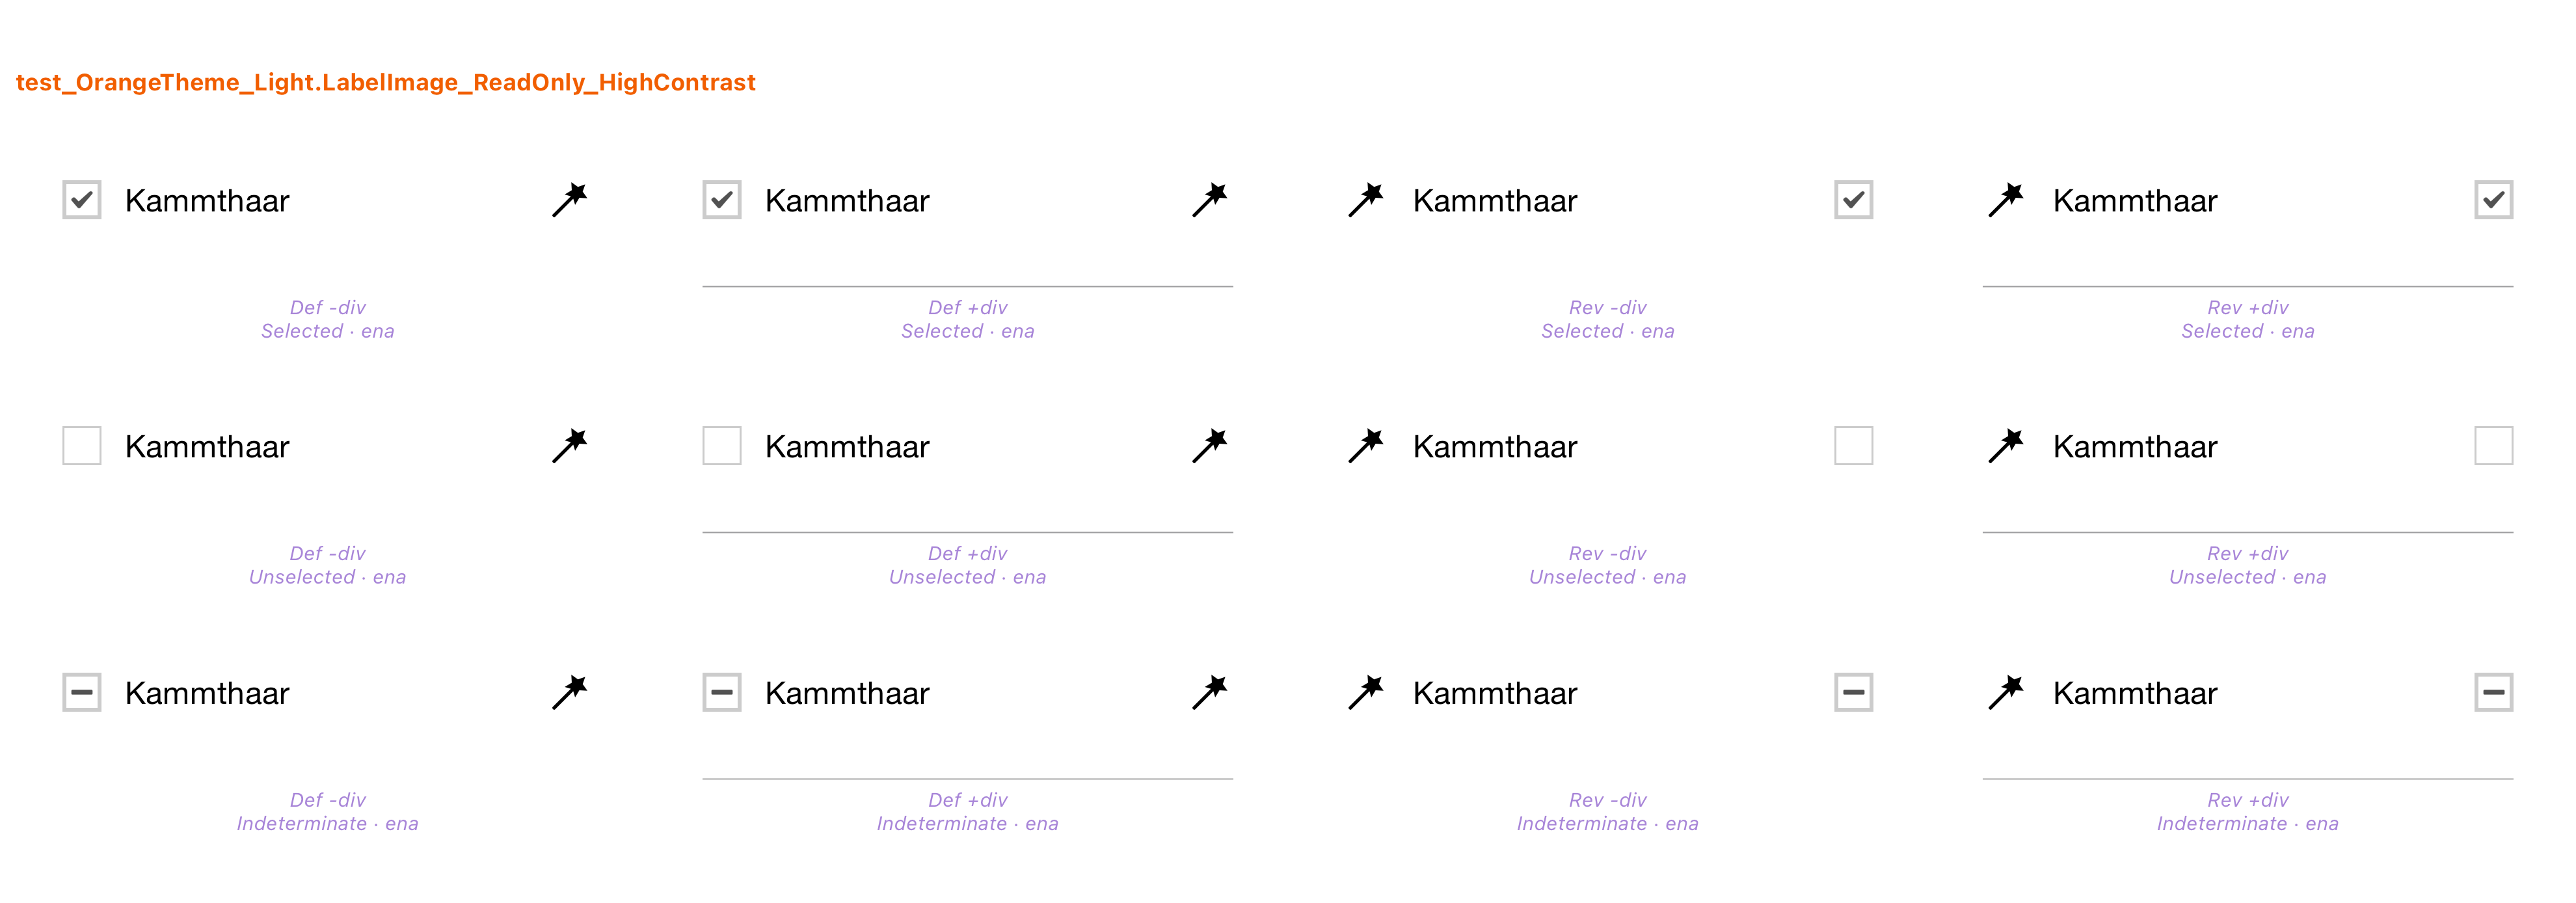 test_OrangeTheme_Light.LabelImage_ReadOnly_HighContrast
Kammthaar
Kammthaar
Kammthaar
Kammthaar
Def -div
Selected · ena
Def +div
Selected · ena
Rev -div
Selected · ena
Rev +div
Selected · ena
Kammthaar
Kammthaar
Kammthaar
Kammthaar
Def -div
Unselected · ena
Def +div
Unselected · ena
Rev -div
Unselected · ena
Rev +div
Unselected · ena
Kammthaar
Kammthaar
Kammthaar
Kammthaar
Def -div
Indeterminate · ena
Def +div
Indeterminate · ena
Rev -div
Indeterminate · ena
Rev +div
Indeterminate · ena